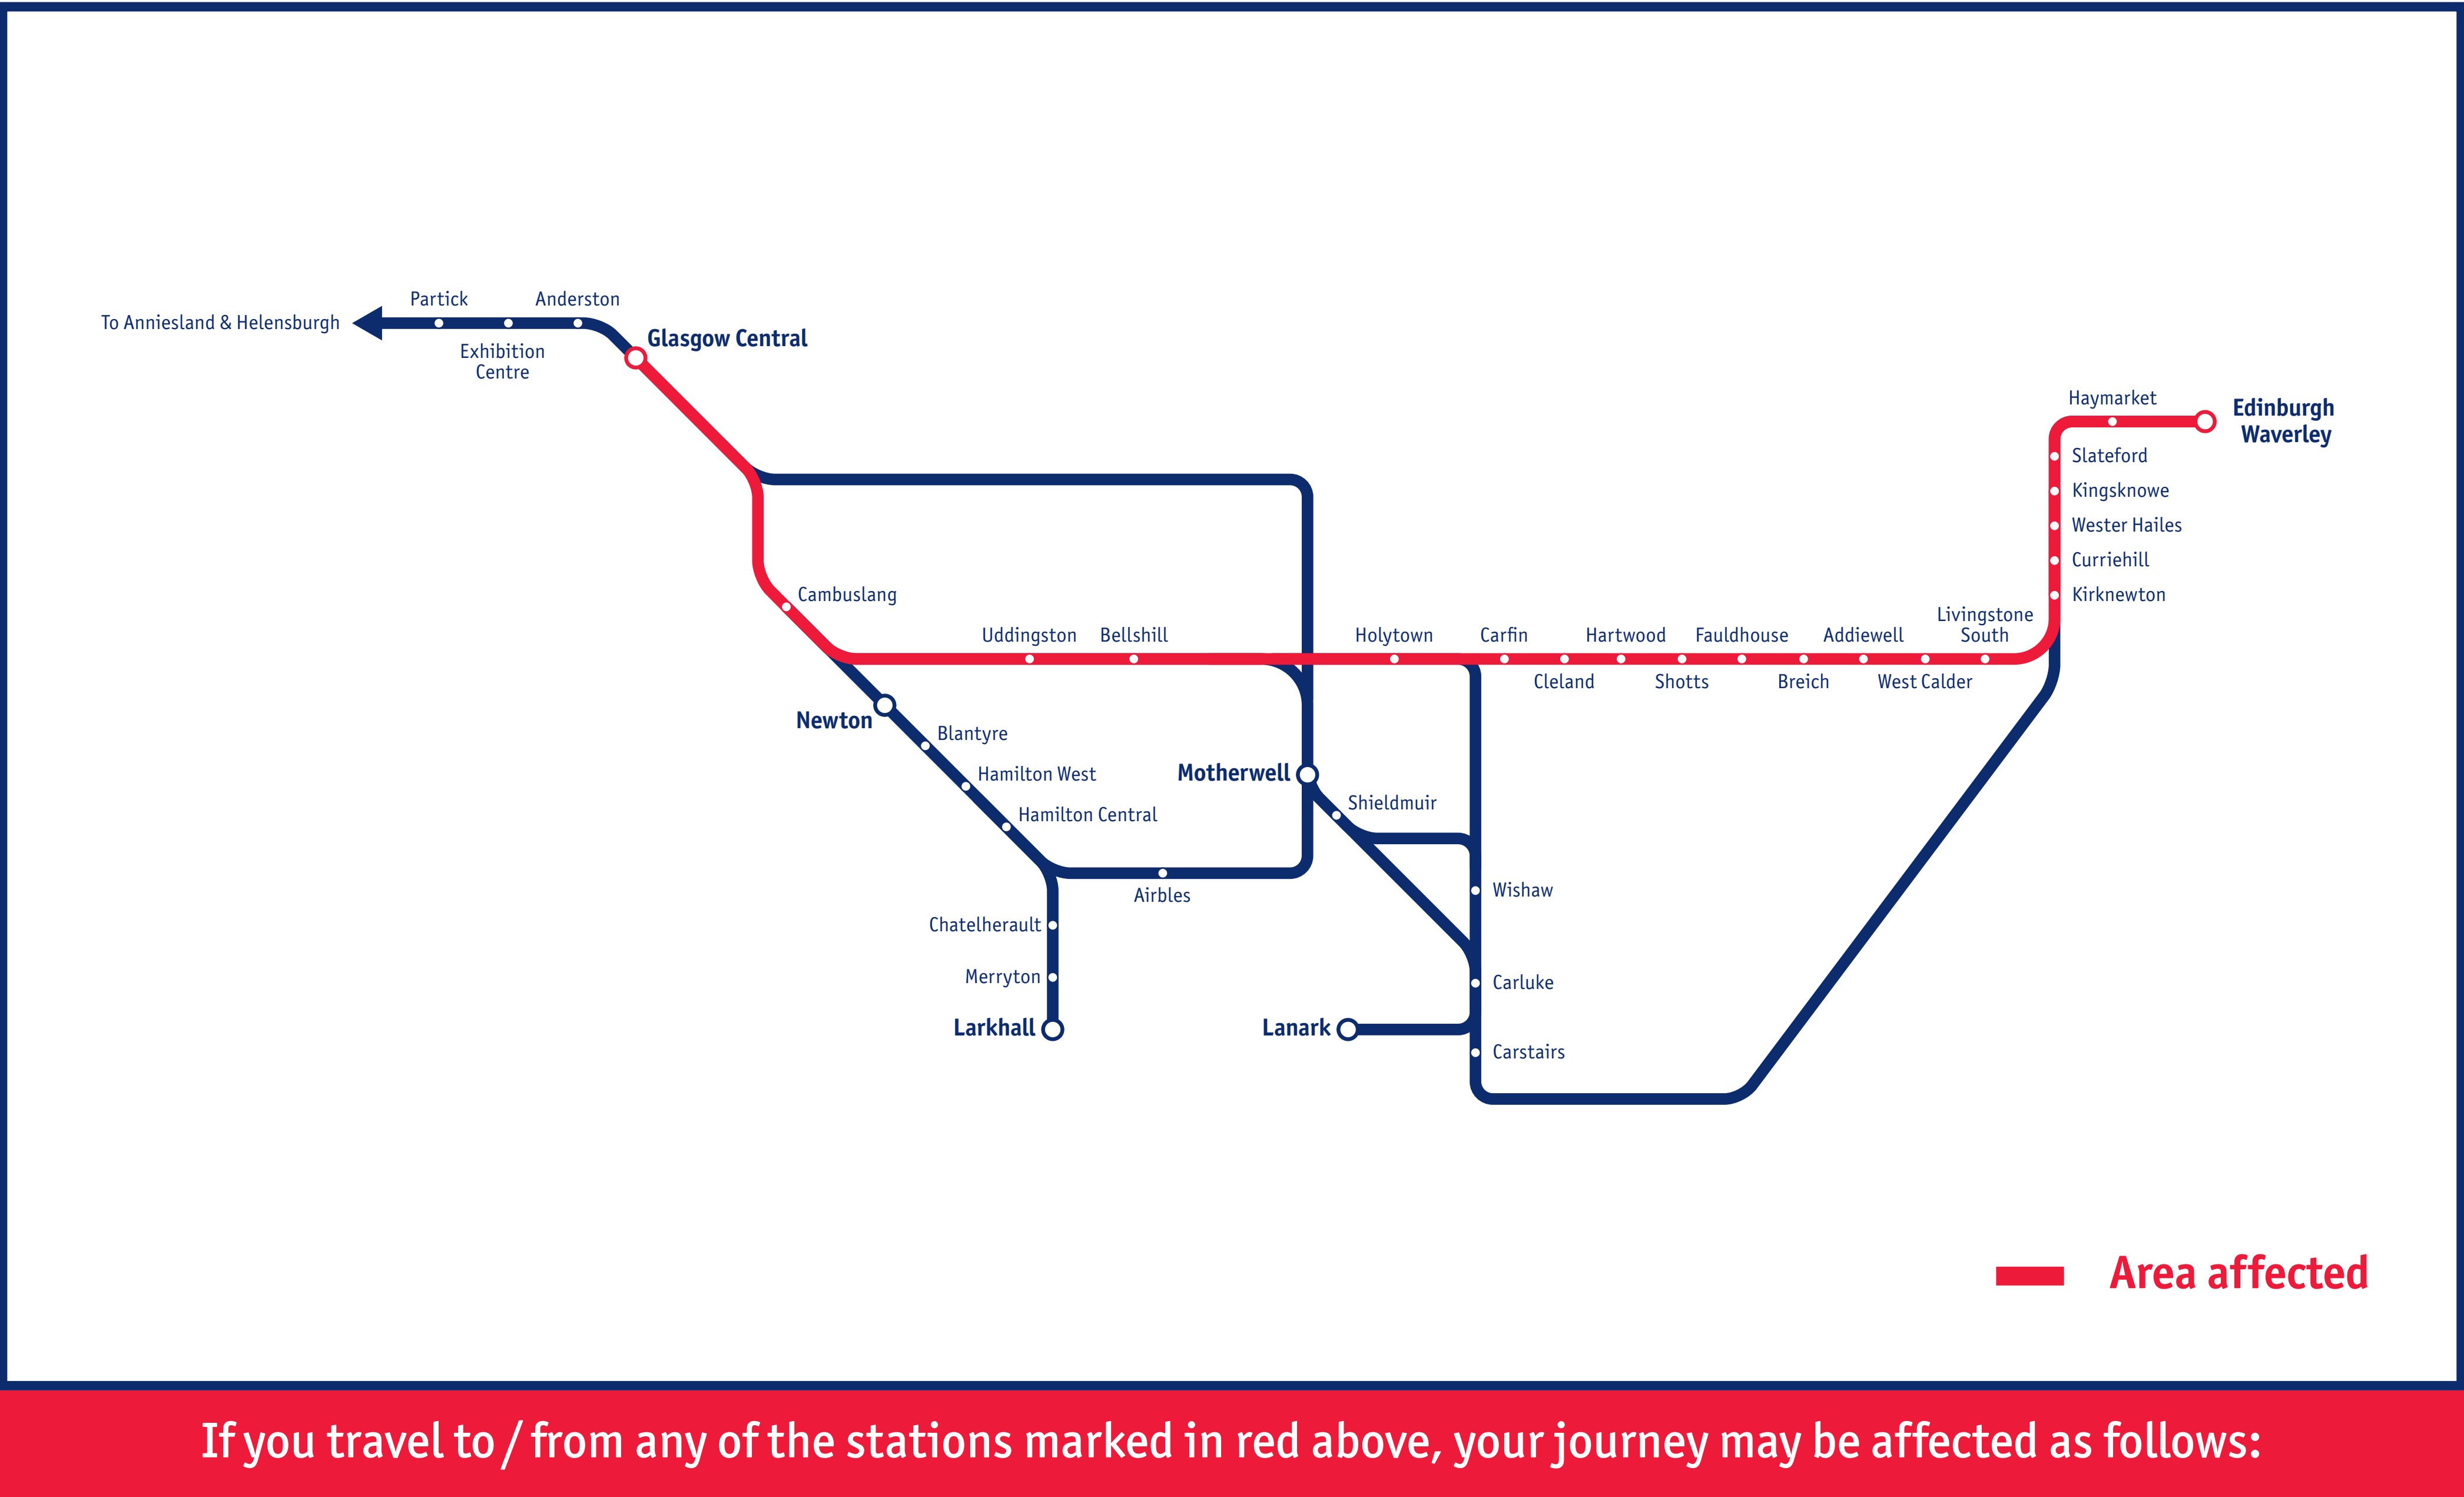 Partick
Anderston
To Anniesland & Helensburgh
Glasgow Central
Exhibition
Centre
Haymarket
Edinburgh
Waverley
Slateford
Kingsknowe
Wester Hailes
Curriehill
Kirknewton
Cambuslang
Uddingston
Bellshill
Holytown
Carfin
Hartwood
Fauldhouse
Addiewell
Livingstone
South
Cleland
Shotts
Breich
West Calder
Newton
Blantyre
Hamilton West
Hamilton Central
Motherwell
Shieldmuir
Airbles
Wishaw
Chatelherault
Merryton
Carluke
Larkhall
Lanark
Carstairs
Area affected
If you travel to / from any of the stations marked in red above, your journey may be affected as follows: